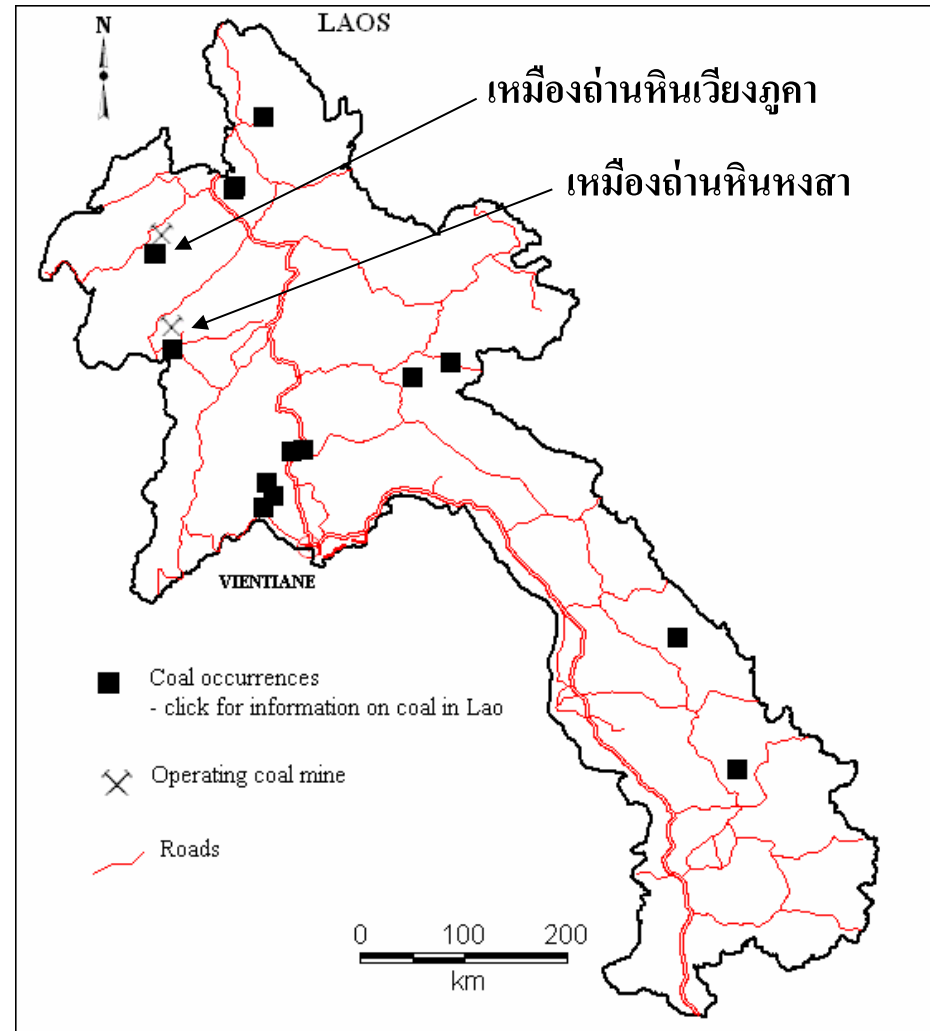 LAOS
N
เหมืองถ่านหินเวียงภูคา
เหมืองถ่านหินหงสา
VIENTIANE
Coal occurrences
- click for information on coal in Lao
Operating coal mine
Roads
0 100 200
km